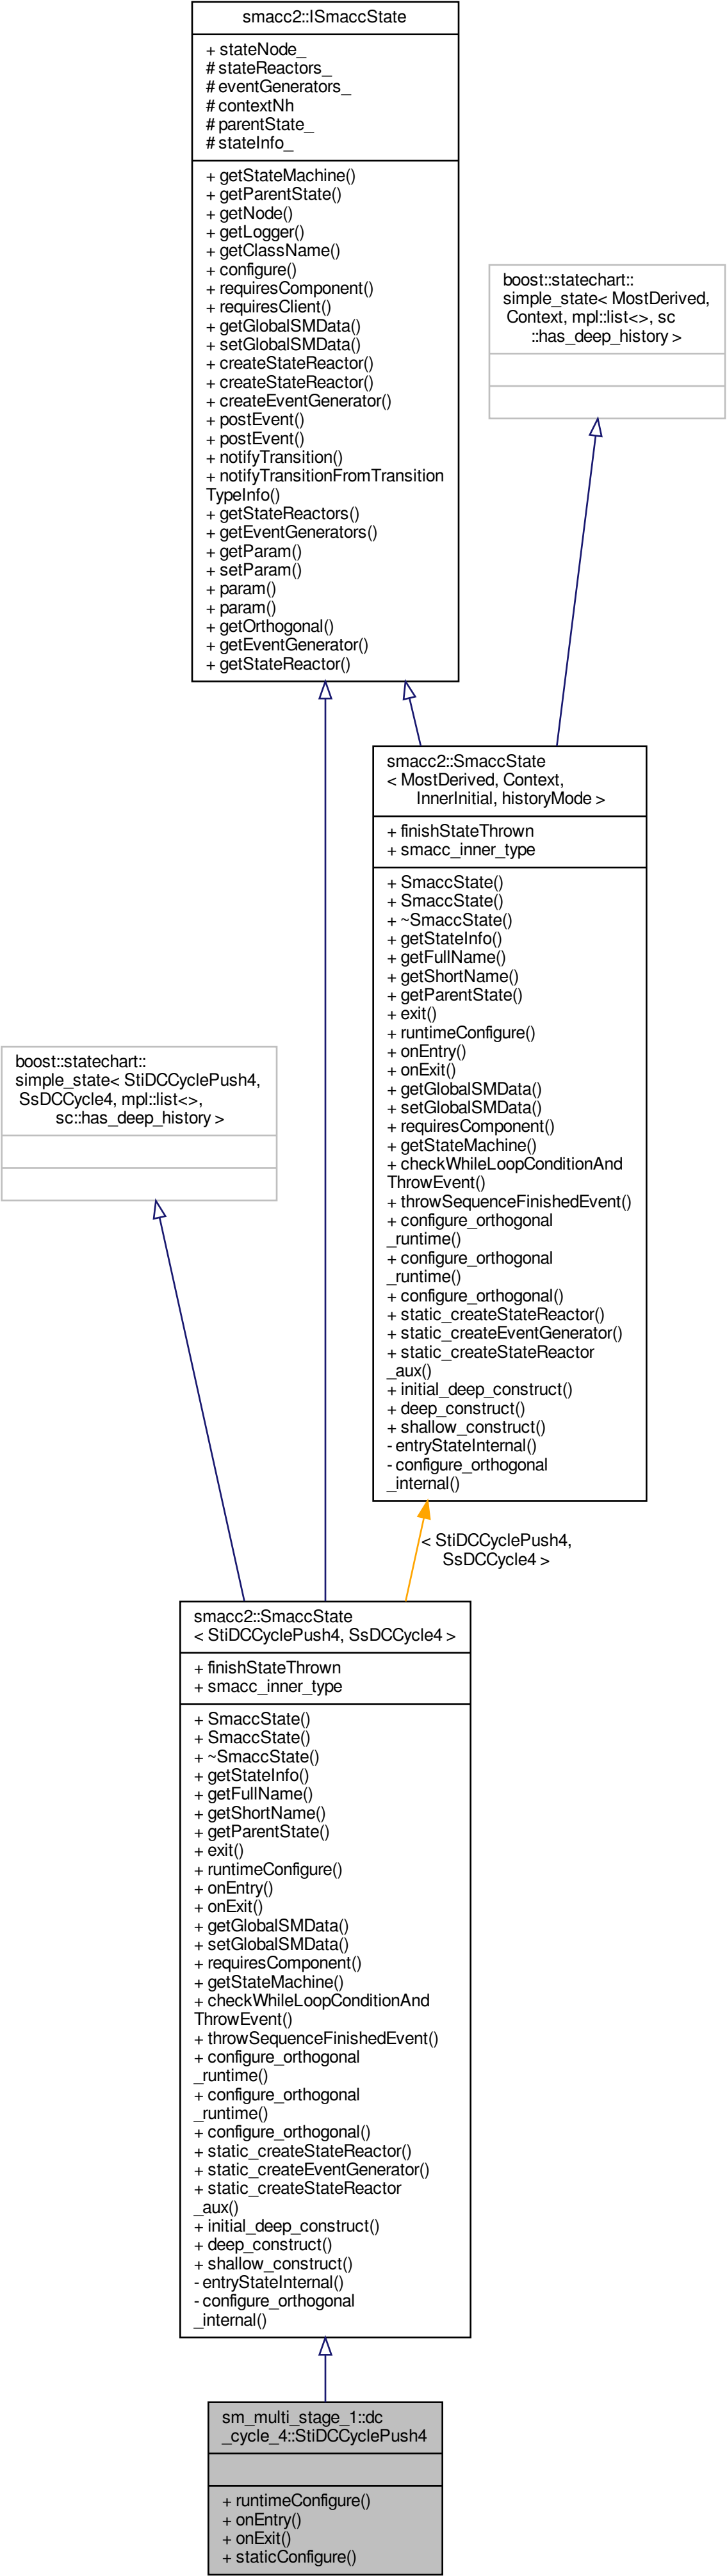 smacc2::ISmaccState
+ stateNode_
# stateReactors_
# eventGenerators_
# contextNh
# parentState_
# stateInfo_
+ getStateMachine()
+ getParentState()
+ getNode()
+ getLogger()
+ getClassName()
+ configure()
+ requiresComponent()
+ requiresClient()
+ getGlobalSMData()
+ setGlobalSMData()
+ createStateReactor()
+ createStateReactor()
+ createEventGenerator()
+ postEvent()
+ postEvent()
+ notifyTransition()
+ notifyTransitionFromTransition
TypeInfo()
+ getStateReactors()
+ getEventGenerators()
+ getParam()
+ setParam()
+ param()
+ param()
+ getOrthogonal()
+ getEventGenerator()
+ getStateReactor()
boost::statechart::
simple_state< MostDerived,
Context, mpl::list<>, sc
::has_deep_history >
smacc2::SmaccState
< MostDerived, Context,
InnerInitial, historyMode >
+ finishStateThrown
+ smacc_inner_type
+ SmaccState()
+ SmaccState()
+ ~SmaccState()
+ getStateInfo()
+ getFullName()
+ getShortName()
+ getParentState()
+ exit()
+ runtimeConfigure()
+ onEntry()
+ onExit()
+ getGlobalSMData()
+ setGlobalSMData()
+ requiresComponent()
+ getStateMachine()
+ checkWhileLoopConditionAnd
ThrowEvent()
+ throwSequenceFinishedEvent()
+ configure_orthogonal
_runtime()
+ configure_orthogonal
_runtime()
+ configure_orthogonal()
+ static_createStateReactor()
+ static_createEventGenerator()
+ static_createStateReactor
_aux()
+ initial_deep_construct()
+ deep_construct()
+ shallow_construct()
- entryStateInternal()
- configure_orthogonal
_internal()
boost::statechart::
simple_state< StiDCCyclePush4,
SsDCCycle4, mpl::list<>,
sc::has_deep_history >
< StiDCCyclePush4,
SsDCCycle4 >
smacc2::SmaccState
< StiDCCyclePush4, SsDCCycle4 >
+ finishStateThrown
+ smacc_inner_type
+ SmaccState()
+ SmaccState()
+ ~SmaccState()
+ getStateInfo()
+ getFullName()
+ getShortName()
+ getParentState()
+ exit()
+ runtimeConfigure()
+ onEntry()
+ onExit()
+ getGlobalSMData()
+ setGlobalSMData()
+ requiresComponent()
+ getStateMachine()
+ checkWhileLoopConditionAnd
ThrowEvent()
+ throwSequenceFinishedEvent()
+ configure_orthogonal
_runtime()
+ configure_orthogonal
_runtime()
+ configure_orthogonal()
+ static_createStateReactor()
+ static_createEventGenerator()
+ static_createStateReactor
_aux()
+ initial_deep_construct()
+ deep_construct()
+ shallow_construct()
- entryStateInternal()
- configure_orthogonal
_internal()
sm_multi_stage_1::dc
_cycle_4::StiDCCyclePush4
+ runtimeConfigure()
+ onEntry()
+ onExit()
+ staticConfigure()